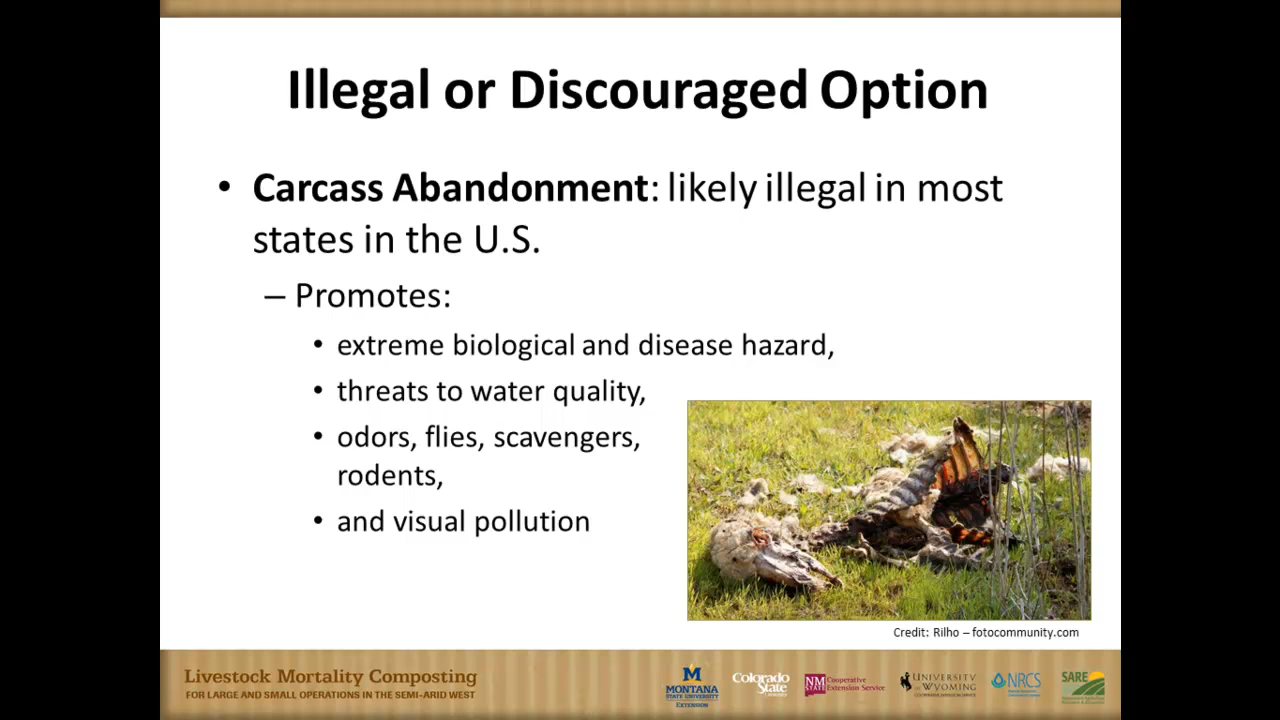 Illegal or Discouraged Option
• Carcass Abandonment: likely illegal in most
states in the U.S.
– Promotes:
• extreme biological and disease hazard,
• threats to water quality,
• odors, flies, scavengers,
rodents,
• and visual pollution
Credit: Rilho – fotocommunity.com
Livestock Mortality Composting
FOR LARGE AND SMALL OPERATIONS IN THE SEMI-ARID WEST
M
MONTANA
STATE UNIVERSITY
EXTENSION
Colorado
State
NM
STATE
Cooperative
Extension Service
UNIVERSITY
OF WYOMING
NRCS
SARE